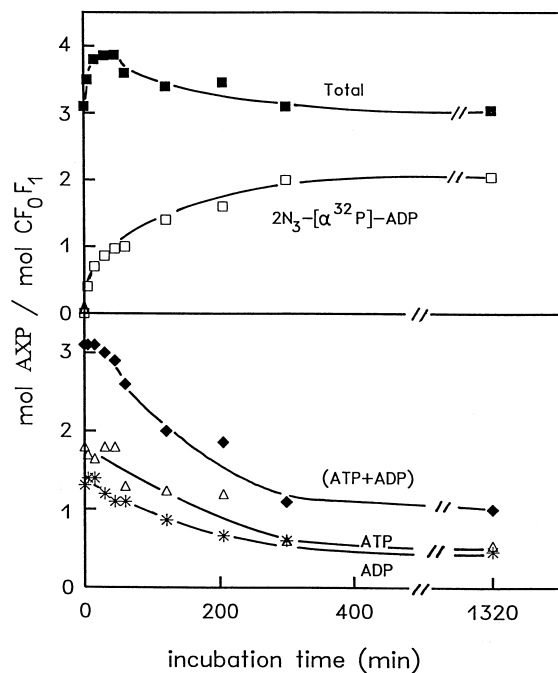 4
Total
3
2
2N₃-[α³²P]-ADP
1
0
mol AXP / mol CF₀F₁
3
2
(ATP+ADP)
1
ATP
ADP
0
0 200 400 1320
incubation time (min)